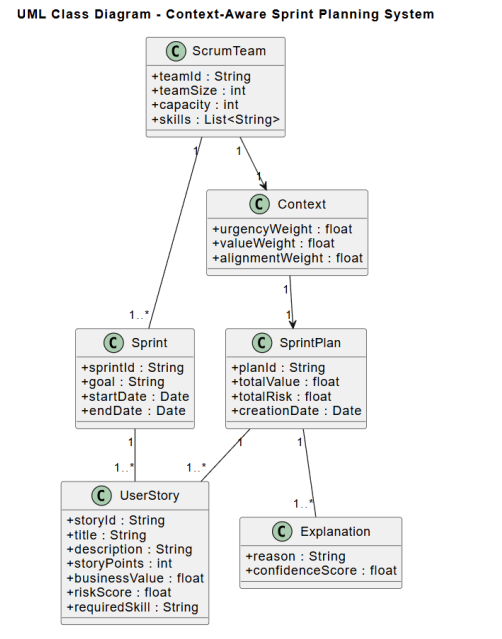 UML Class Diagram - Context-Aware Sprint Planning System
C ScrumTeam
+teamId : String
+teamSize : int
+capacity : int
+skills : List<String>
1
1
1
C Context
+urgencyWeight : float
+valueWeight : float
+alignmentWeight : float
1
1..*
1
C Sprint
+sprintId : String
+goal : String
+startDate : Date
+endDate : Date
C SprintPlan
+planId : String
+totalValue : float
+totalRisk : float
+creationDate : Date
1
1
1
1..*
1..*
C UserStory
+storyId : String
+title : String
+description : String
+storyPoints : int
+businessValue : float
+riskScore : float
+requiredSkill : String
1..*
C Explanation
+reason : String
+confidenceScore : float